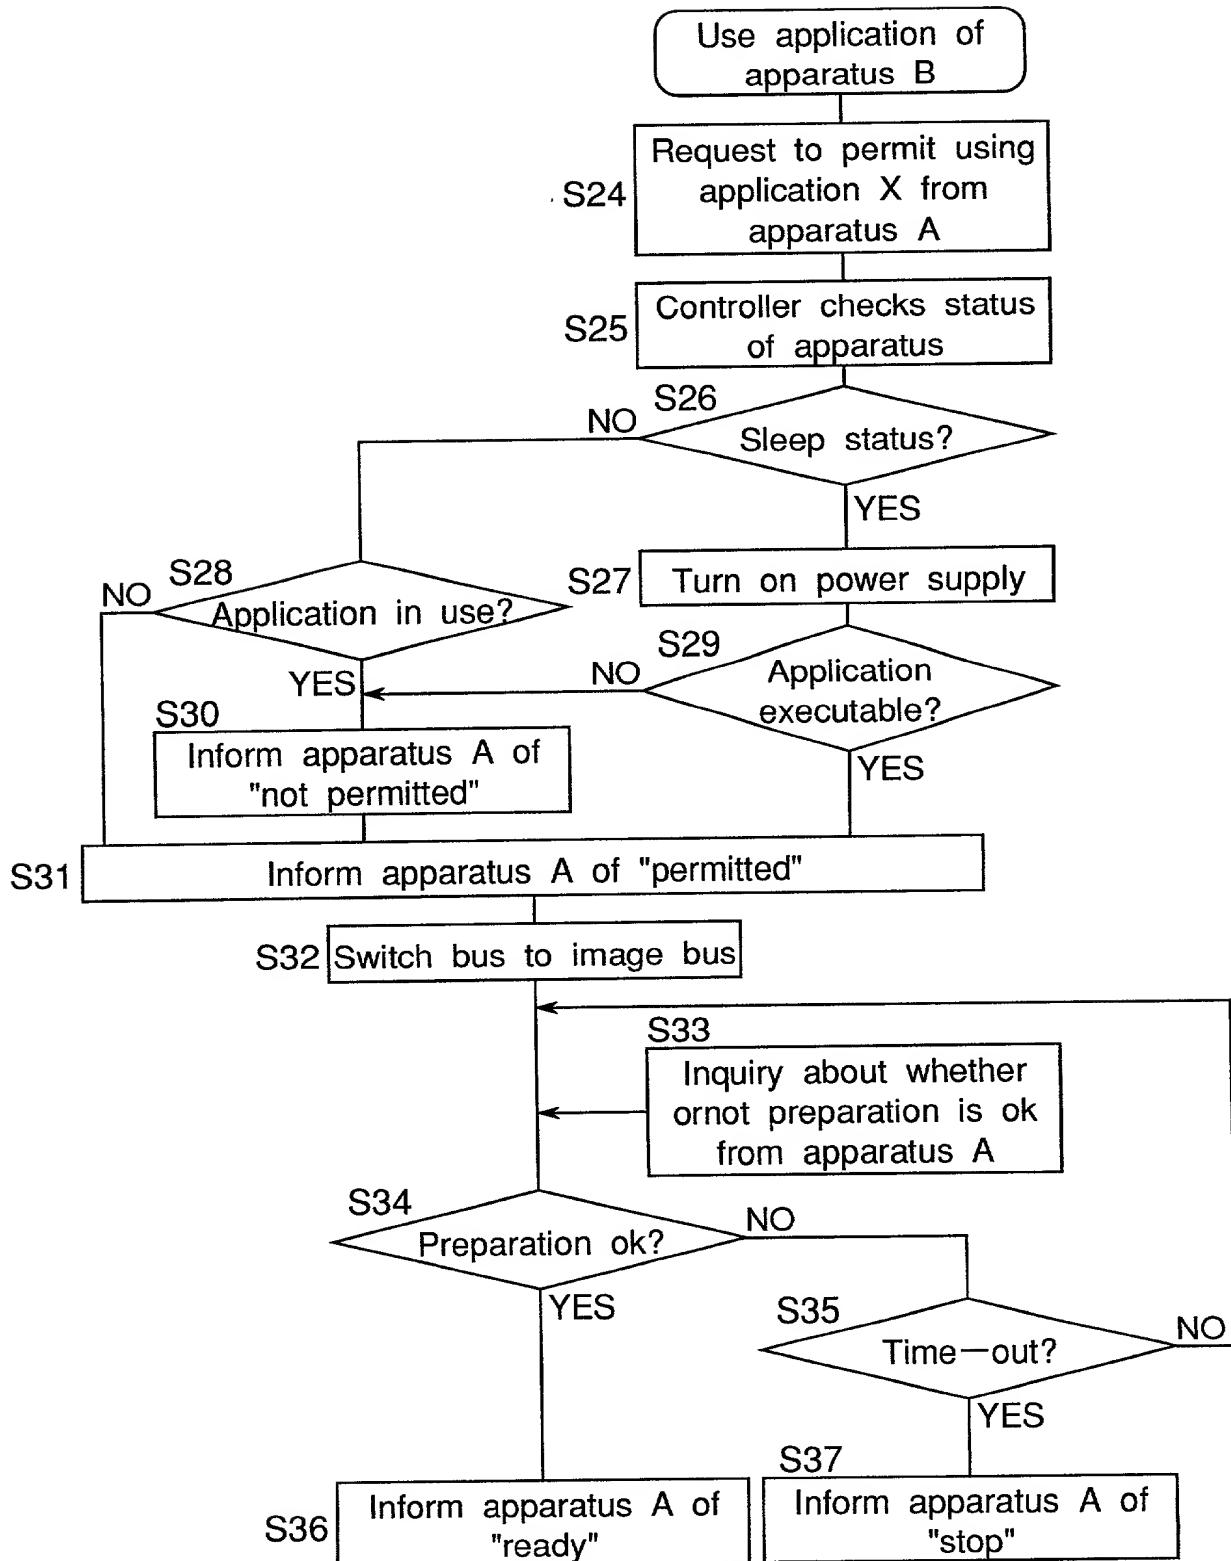 Use application of
apparatus B
Request to permit using
application X from
apparatus A
S24
Controller checks status
of apparatus
S25
S26
NO
Sleep status?
YES
S28
NO
Application in use?
YES
S27
Turn on power supply
S29
NO
Application
executable?
YES
S30
Inform apparatus A of
"not permitted"
S31
Inform apparatus A of "permitted"
S32
Switch bus to image bus
S33
Inquiry about whether
ornot preparation is ok
from apparatus A
S34
Preparation ok?
NO
YES
S35
Time—out?
NO
YES
S36
Inform apparatus A of
"ready"
S37
Inform apparatus A of
"stop"